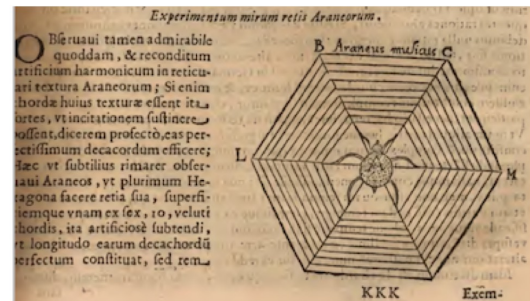 Experimentum mirum retis Araneorum.
OBſeruaui tamen admirabile
quoddam, & reconditum
artificium harmonicum in reticu-
lari textura Araneorum; Si enim
chordæ huius texturæ eſſent ita
fortes, vt incitationem ſuſtinere
poſſent, dicerem profectò, eas per-
fectiſſimum decacordum efficere;
Hæc vt ſubtilius rimarer obſer-
uaui Araneos, vt plurimum He-
xagona facere retia ſua, ſuperfi-
ciemque vnam ex ſex, 10, veluti
chordis, ita artificiosè ſubtendi,
vt longitudo earum decachordũ
perfectum conſtituat, ſed rem
B Araneus muſicus C
L
M
KKK
Exem-